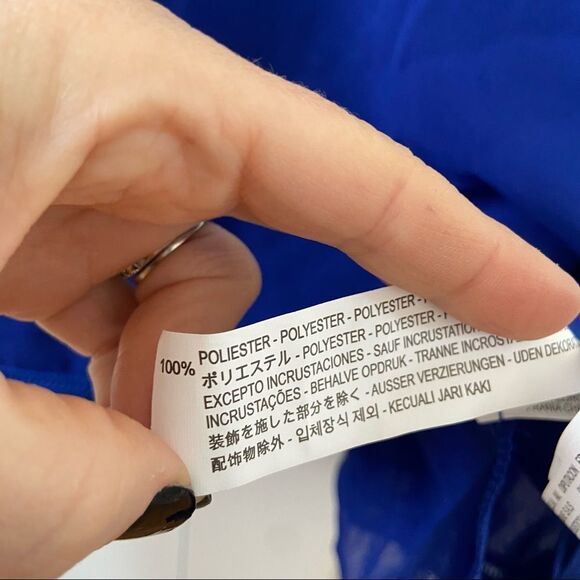 100% POLIESTER - POLYESTER - POLYESTER -
ポリエステル - POLYESTER - POLYESTER -
EXCEPTO INCRUSTACIONES - SAUF INCRUSTATION
INCRUSTAÇÕES - BEHALVE OPDRUK - TRANNE INCROSTA
装飾を施した部分を除く - AUSSER VERZIERUNGEN - UDEN DEKOR
配饰物除外 - 입체장식 제외 - KECUALI JARI KAKI